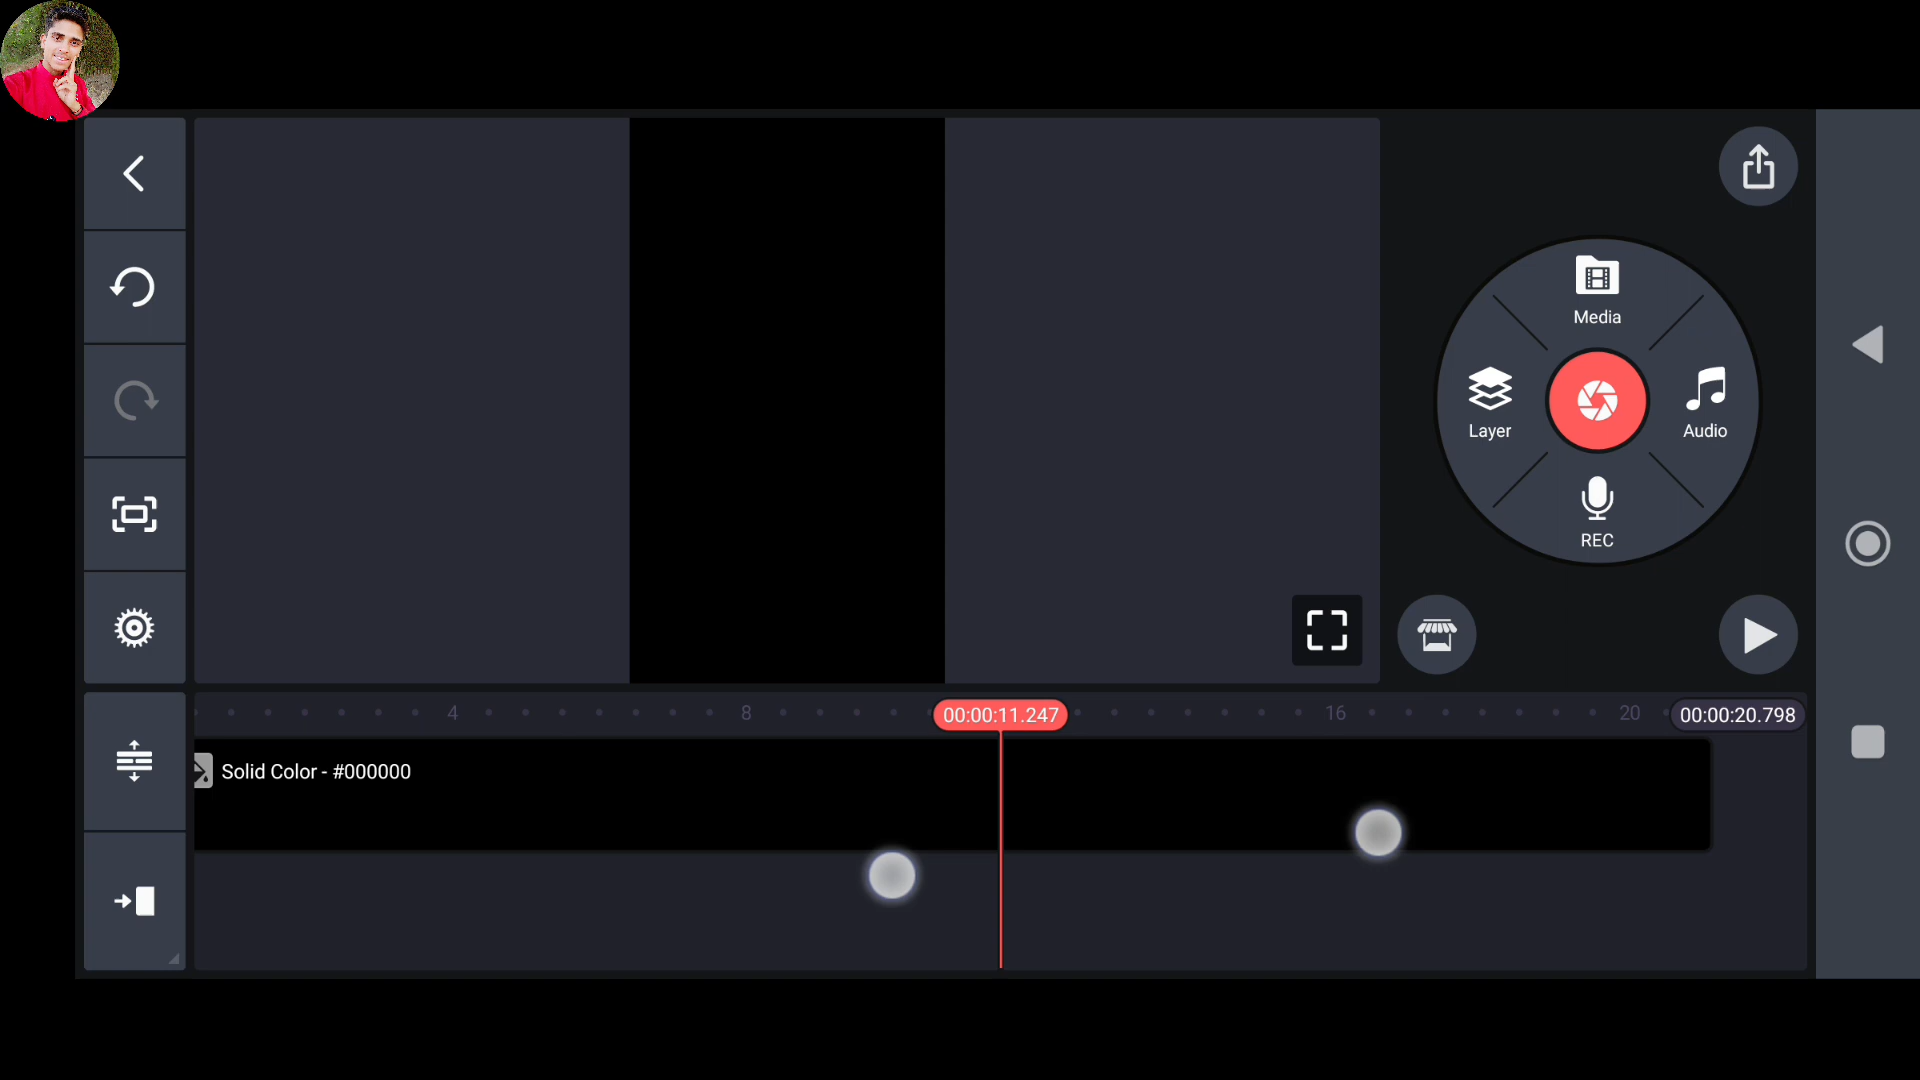 Media
Layer
Audio
REC
4
8
00:00:11.247
16
20
00:00:20.798
Solid Color - #000000